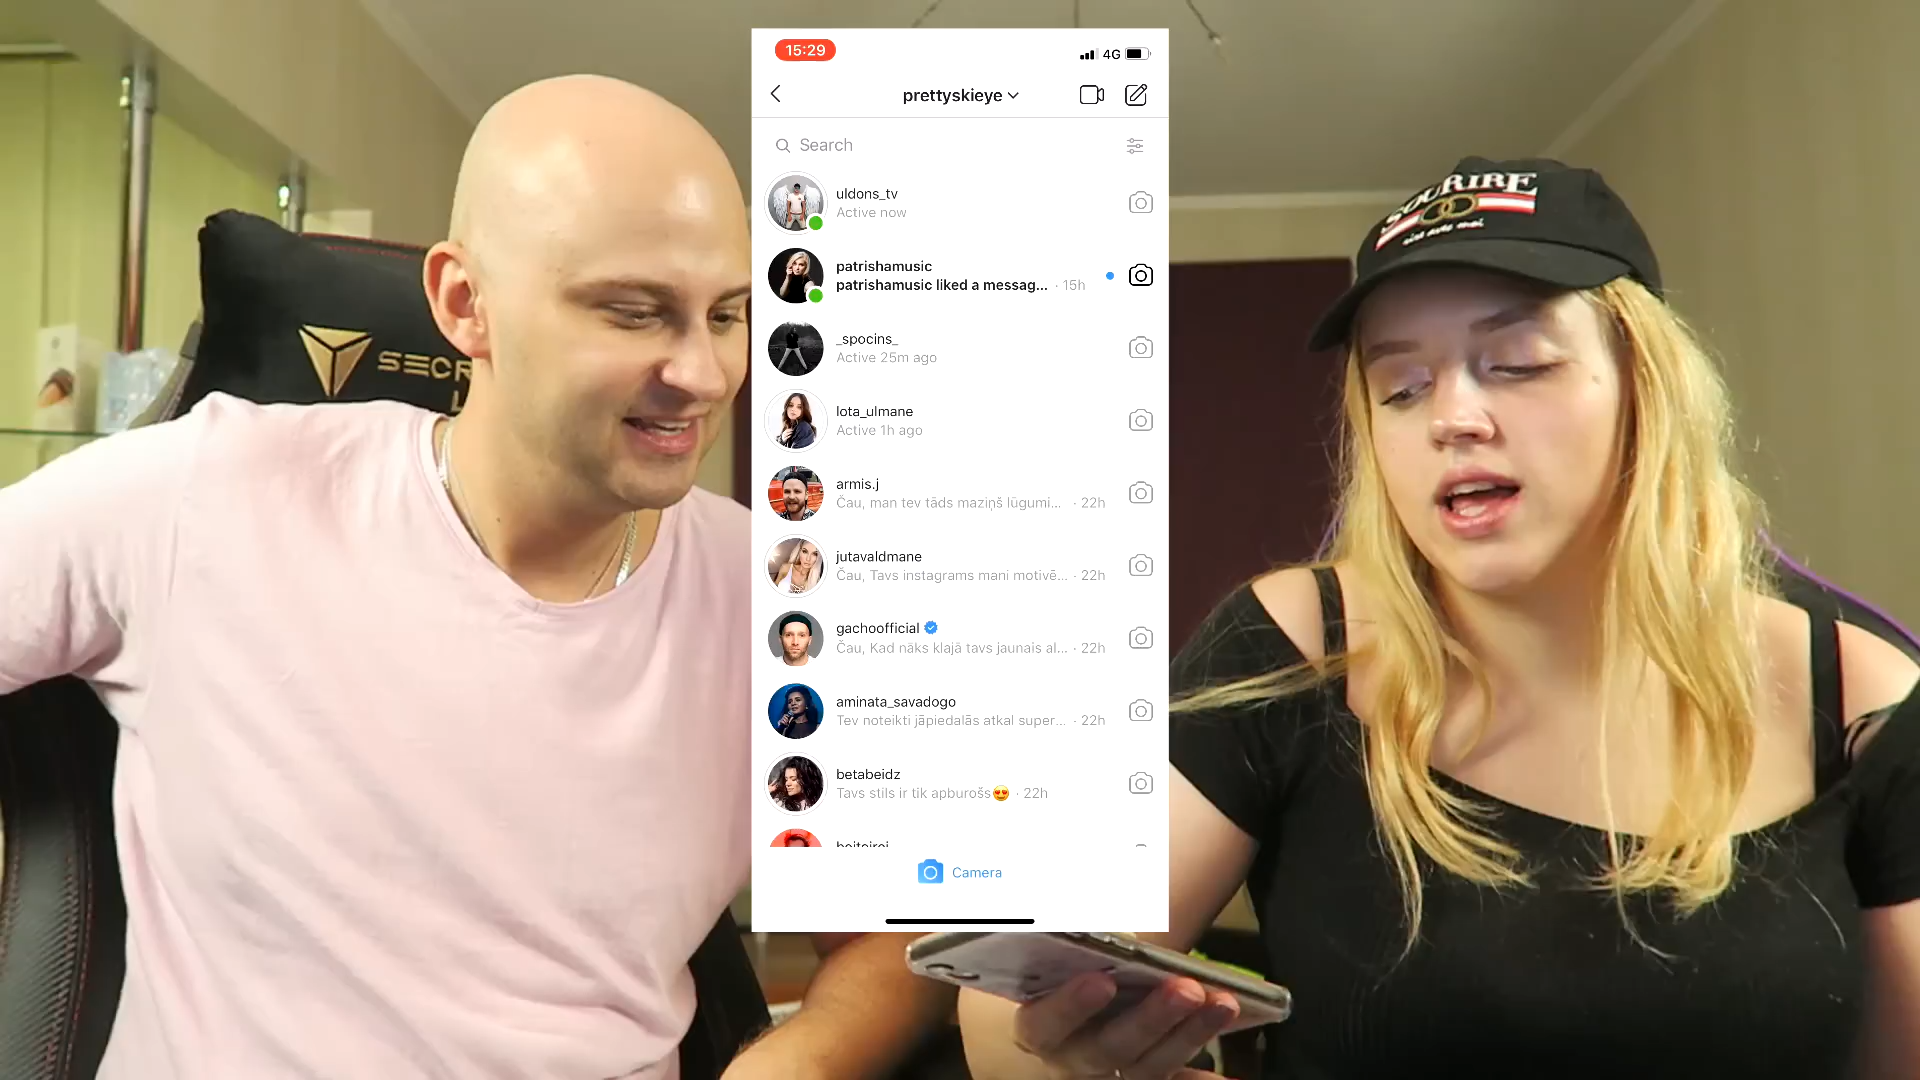 15:29
4G
prettyskieye
Search
uldons_tv
Active now
patrishamusic
patrishamusic liked a messag... · 15h
_spocins_
Active 25m ago
lota_ulmane
Active 1h ago
armis.j
Čau, man tev tāds maziņš lūgumi... · 22h
jutavaldmane
Čau, Tavs instagrams mani motivē... · 22h
gachoofficial
Čau, Kad nāks klajā tavs jaunais al... · 22h
aminata_savadogo
Tev noteikti jāpiedalās atkal super... · 22h
betabeidz
Tavs stils ir tik apburošs😍 · 22h
Camera
SECR
L
SOURIRE